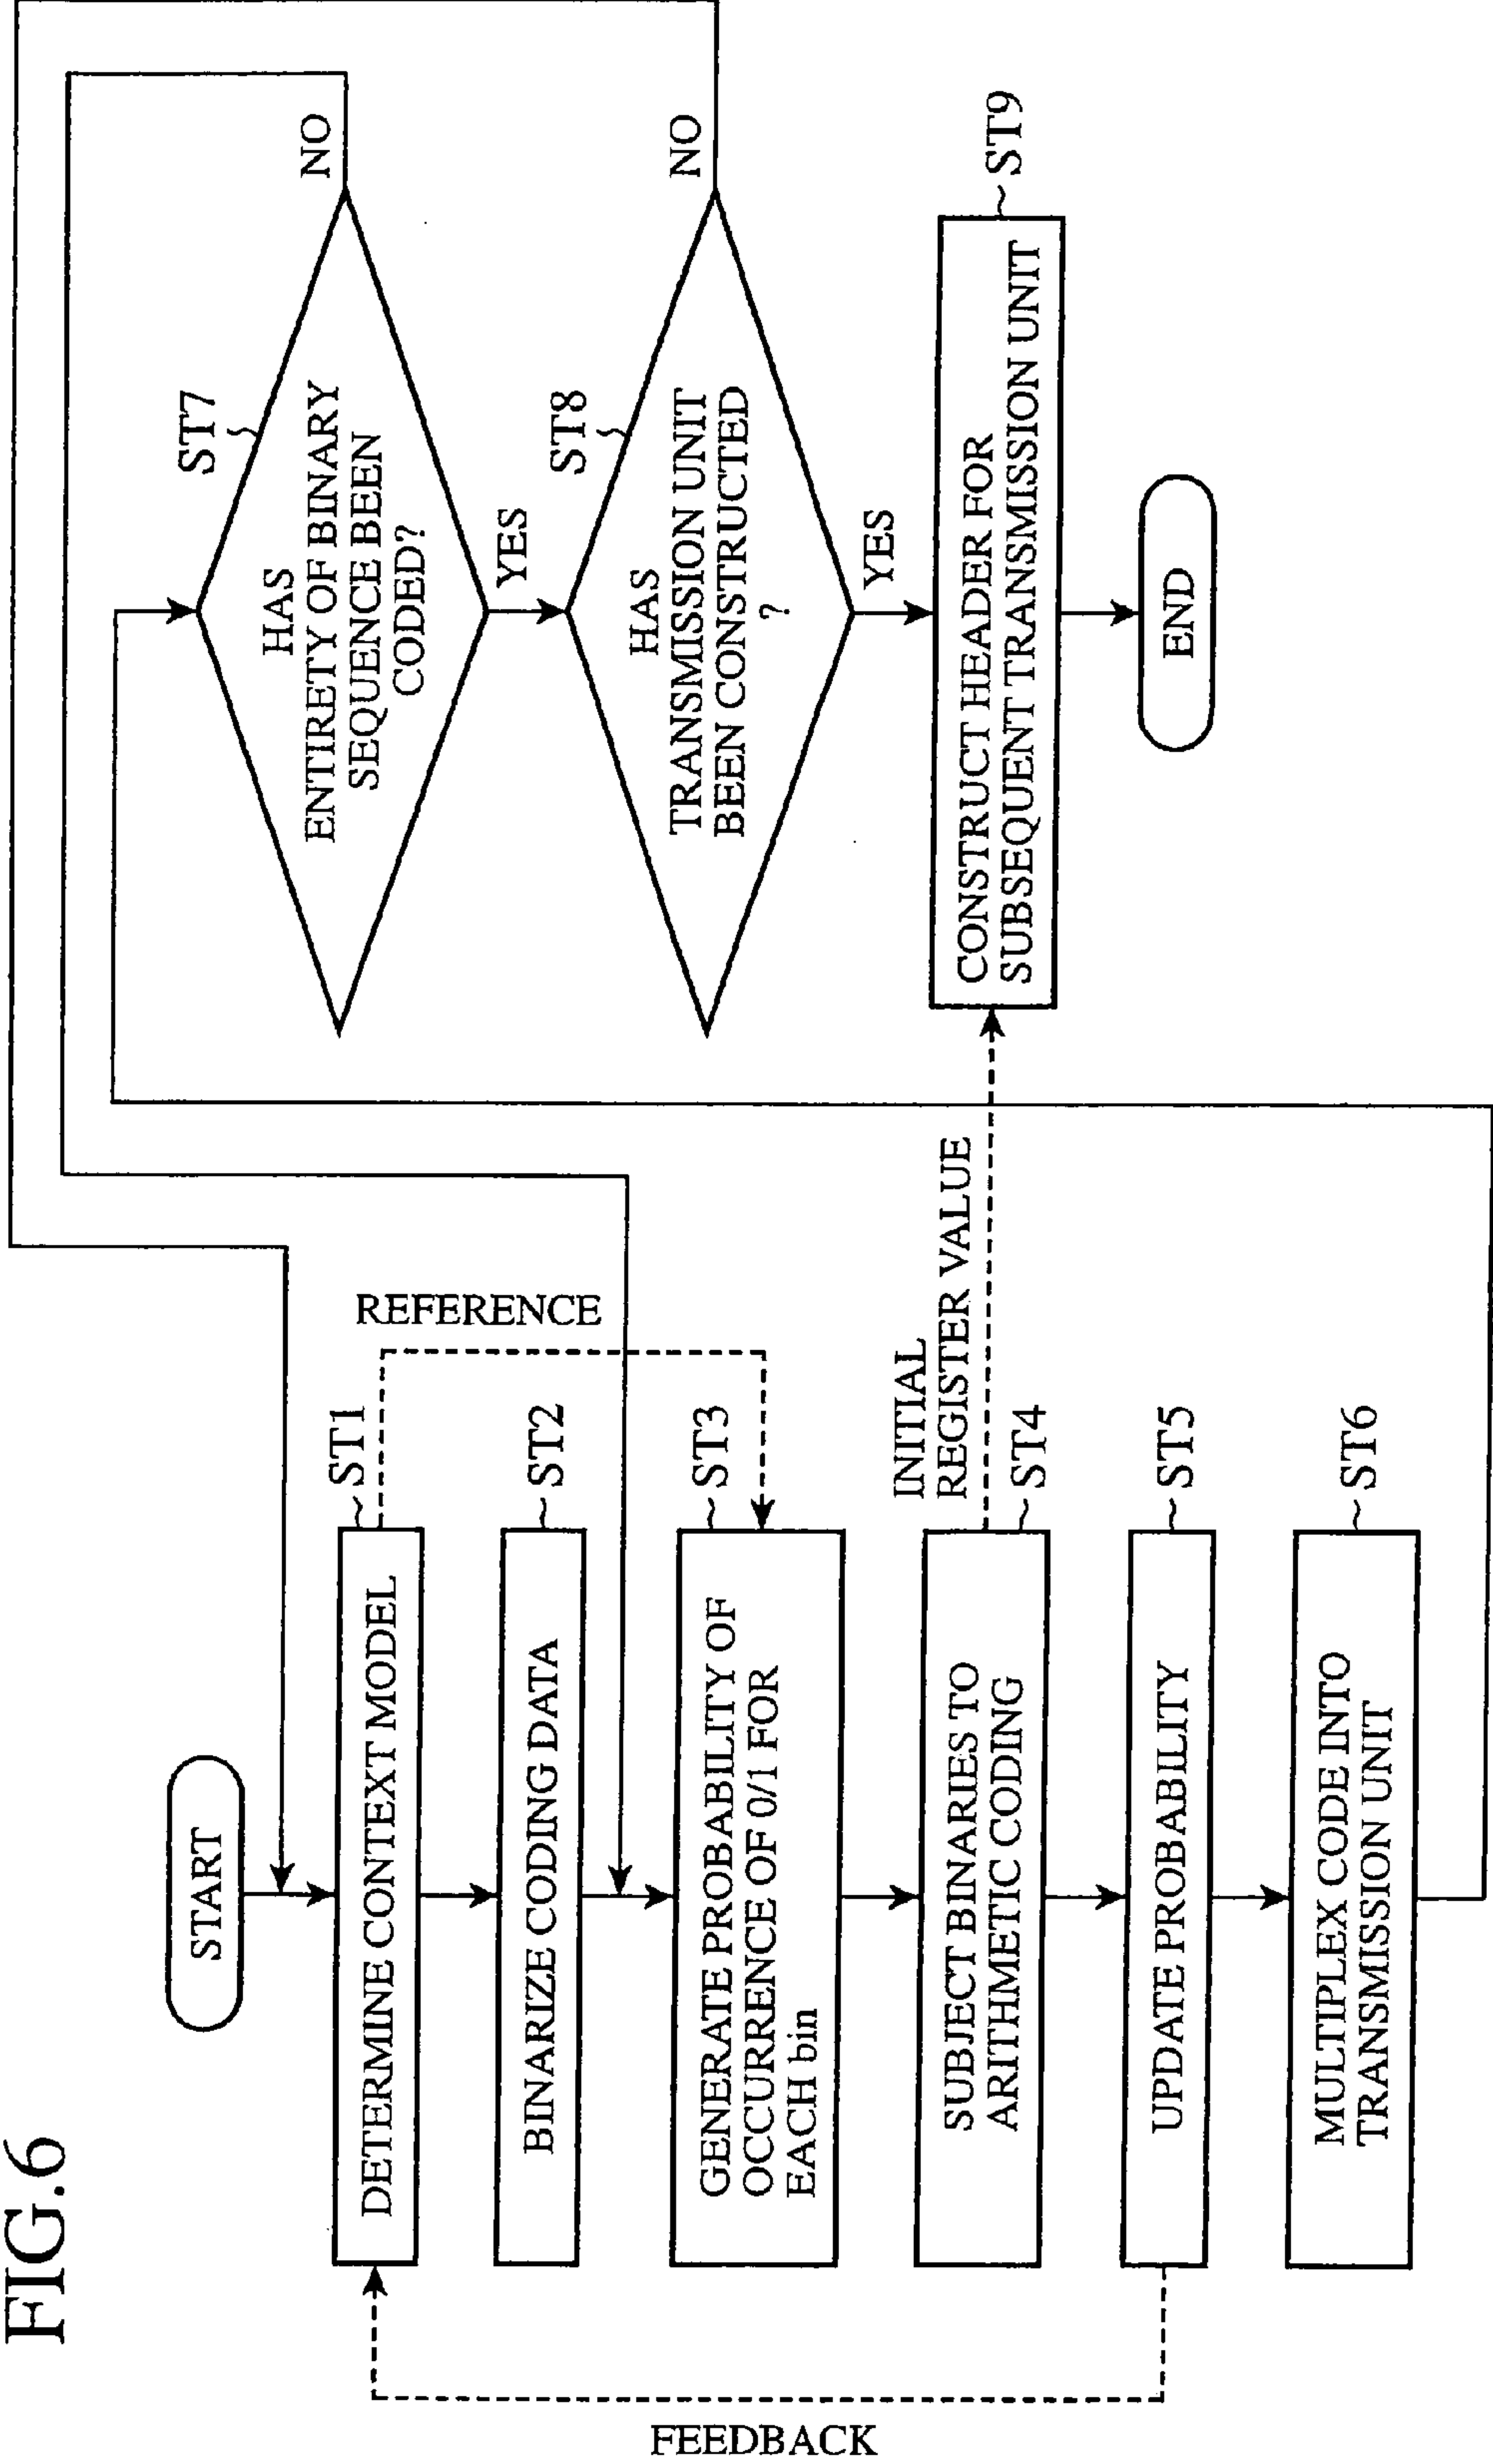 FIG.6
START
DETERMINE CONTEXT MODEL
ST1
REFERENCE
BINARIZE CODING DATA
ST2
GENERATE PROBABILITY OF
OCCURRENCE OF 0/1 FOR
EACH bin
ST3
SUBJECT BINARIES TO
ARITHMETIC CODING
ST4
INITIAL
REGISTER VALUE
UPDATE PROBABILITY
ST5
MULTIPLEX CODE INTO
TRANSMISSION UNIT
ST6
FEEDBACK
ST7
HAS
ENTIRETY OF BINARY
SEQUENCE BEEN
CODED?
NO
YES
ST8
HAS
TRANSMISSION UNIT
BEEN CONSTRUCTED
?
NO
YES
CONSTRUCT HEADER FOR
SUBSEQUENT TRANSMISSION UNIT
ST9
END